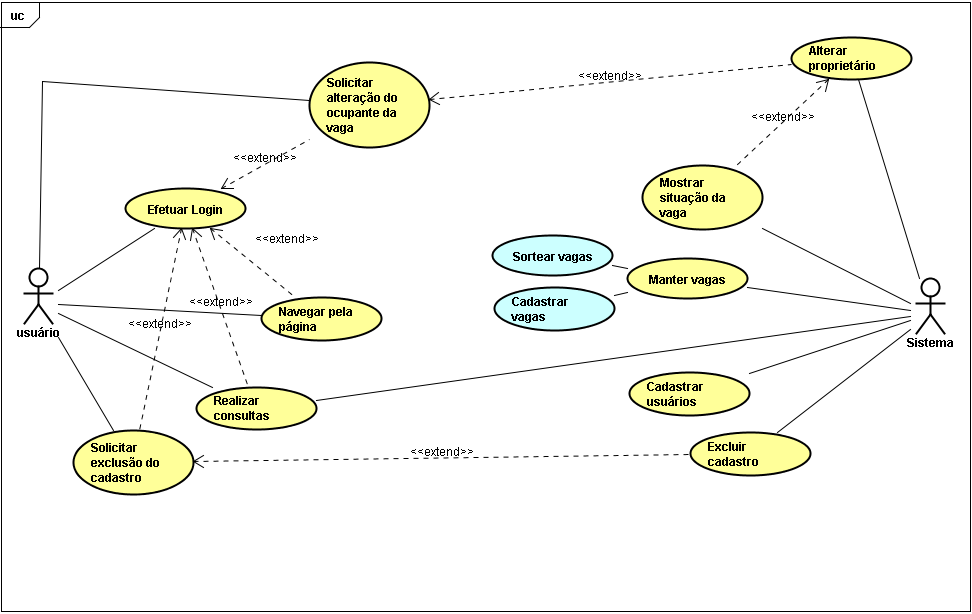 uc
Alterar
proprietário
Solicitar
alteração do
ocupante da
vaga
<<extend>>
<<extend>>
<<extend>>
Mostrar
situação da
vaga
Efetuar Login
<<extend>>
Sortear vagas
Manter vagas
Cadastrar
vagas
<<extend>>
Navegar pela
página
<<extend>>
usuário
Sistema
Cadastrar
usuários
Realizar
consultas
Solicitar
exclusão do
cadastro
<<extend>>
Excluir
cadastro